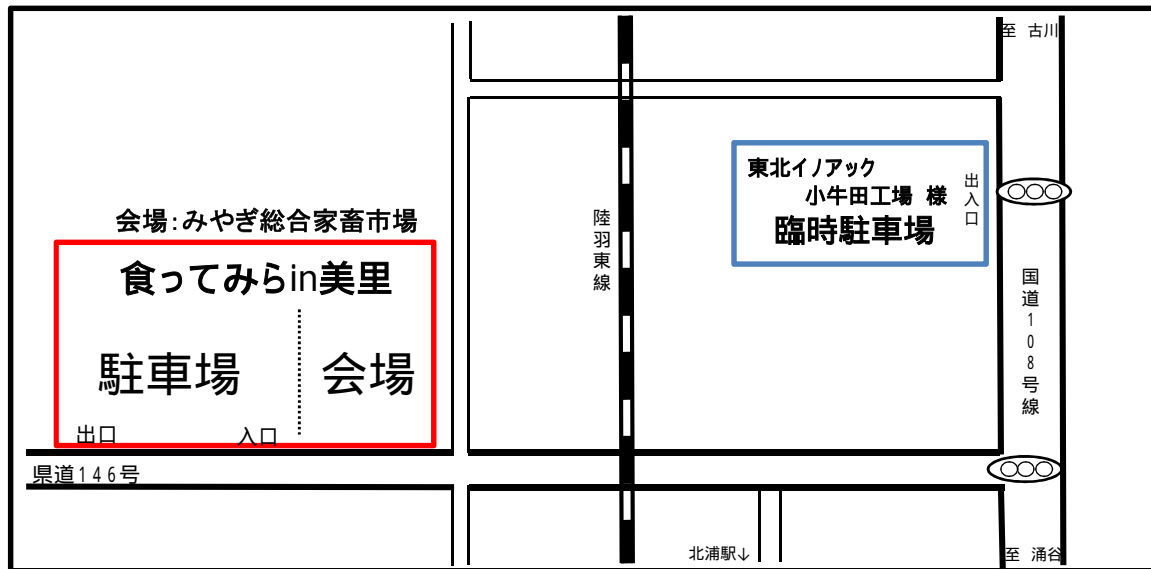 至 古川
東北イノアック
小牛田工場 様
臨時駐車場
出入口
会場:みやぎ総合家畜市場
食ってみらin美里
駐車場
会場
出口
入口
陸羽東線
国道108号線
県道146号
北浦駅↓
至 涌谷